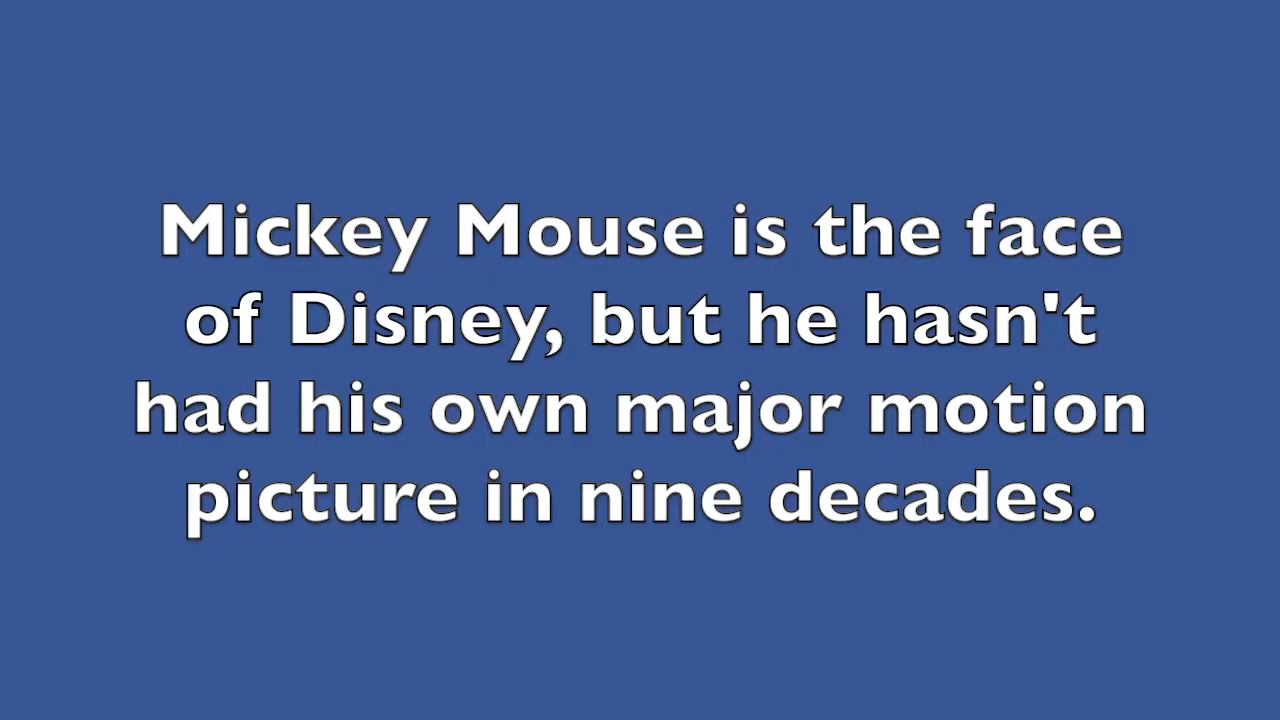 Mickey Mouse is the face
of Disney, but he hasn't
had his own major motion
picture in nine decades.